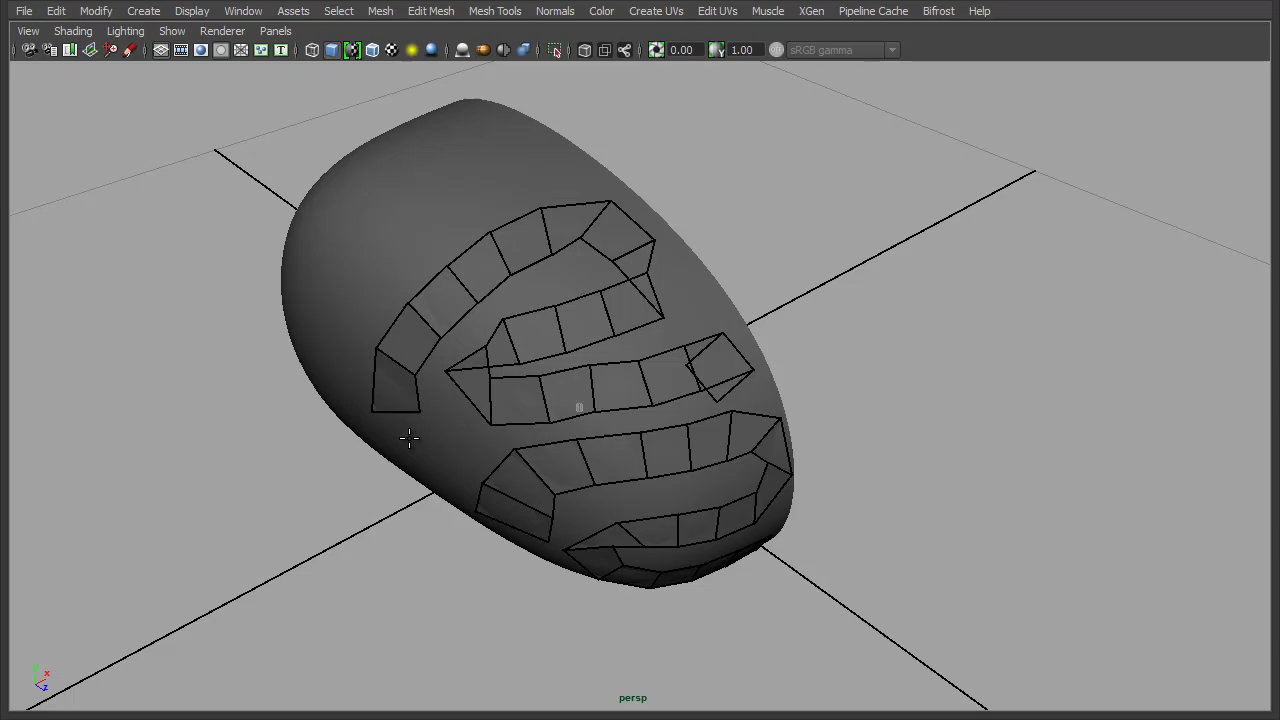 File Edit Modify Create Display Window Assets Select Mesh Edit Mesh Mesh Tools Normals Color Create UVs Edit UVs Muscle XGen Pipeline Cache Bifrost Help
View Shading Lighting Show Renderer Panels
0.00 1.00 sRGB gamma
x
z
persp